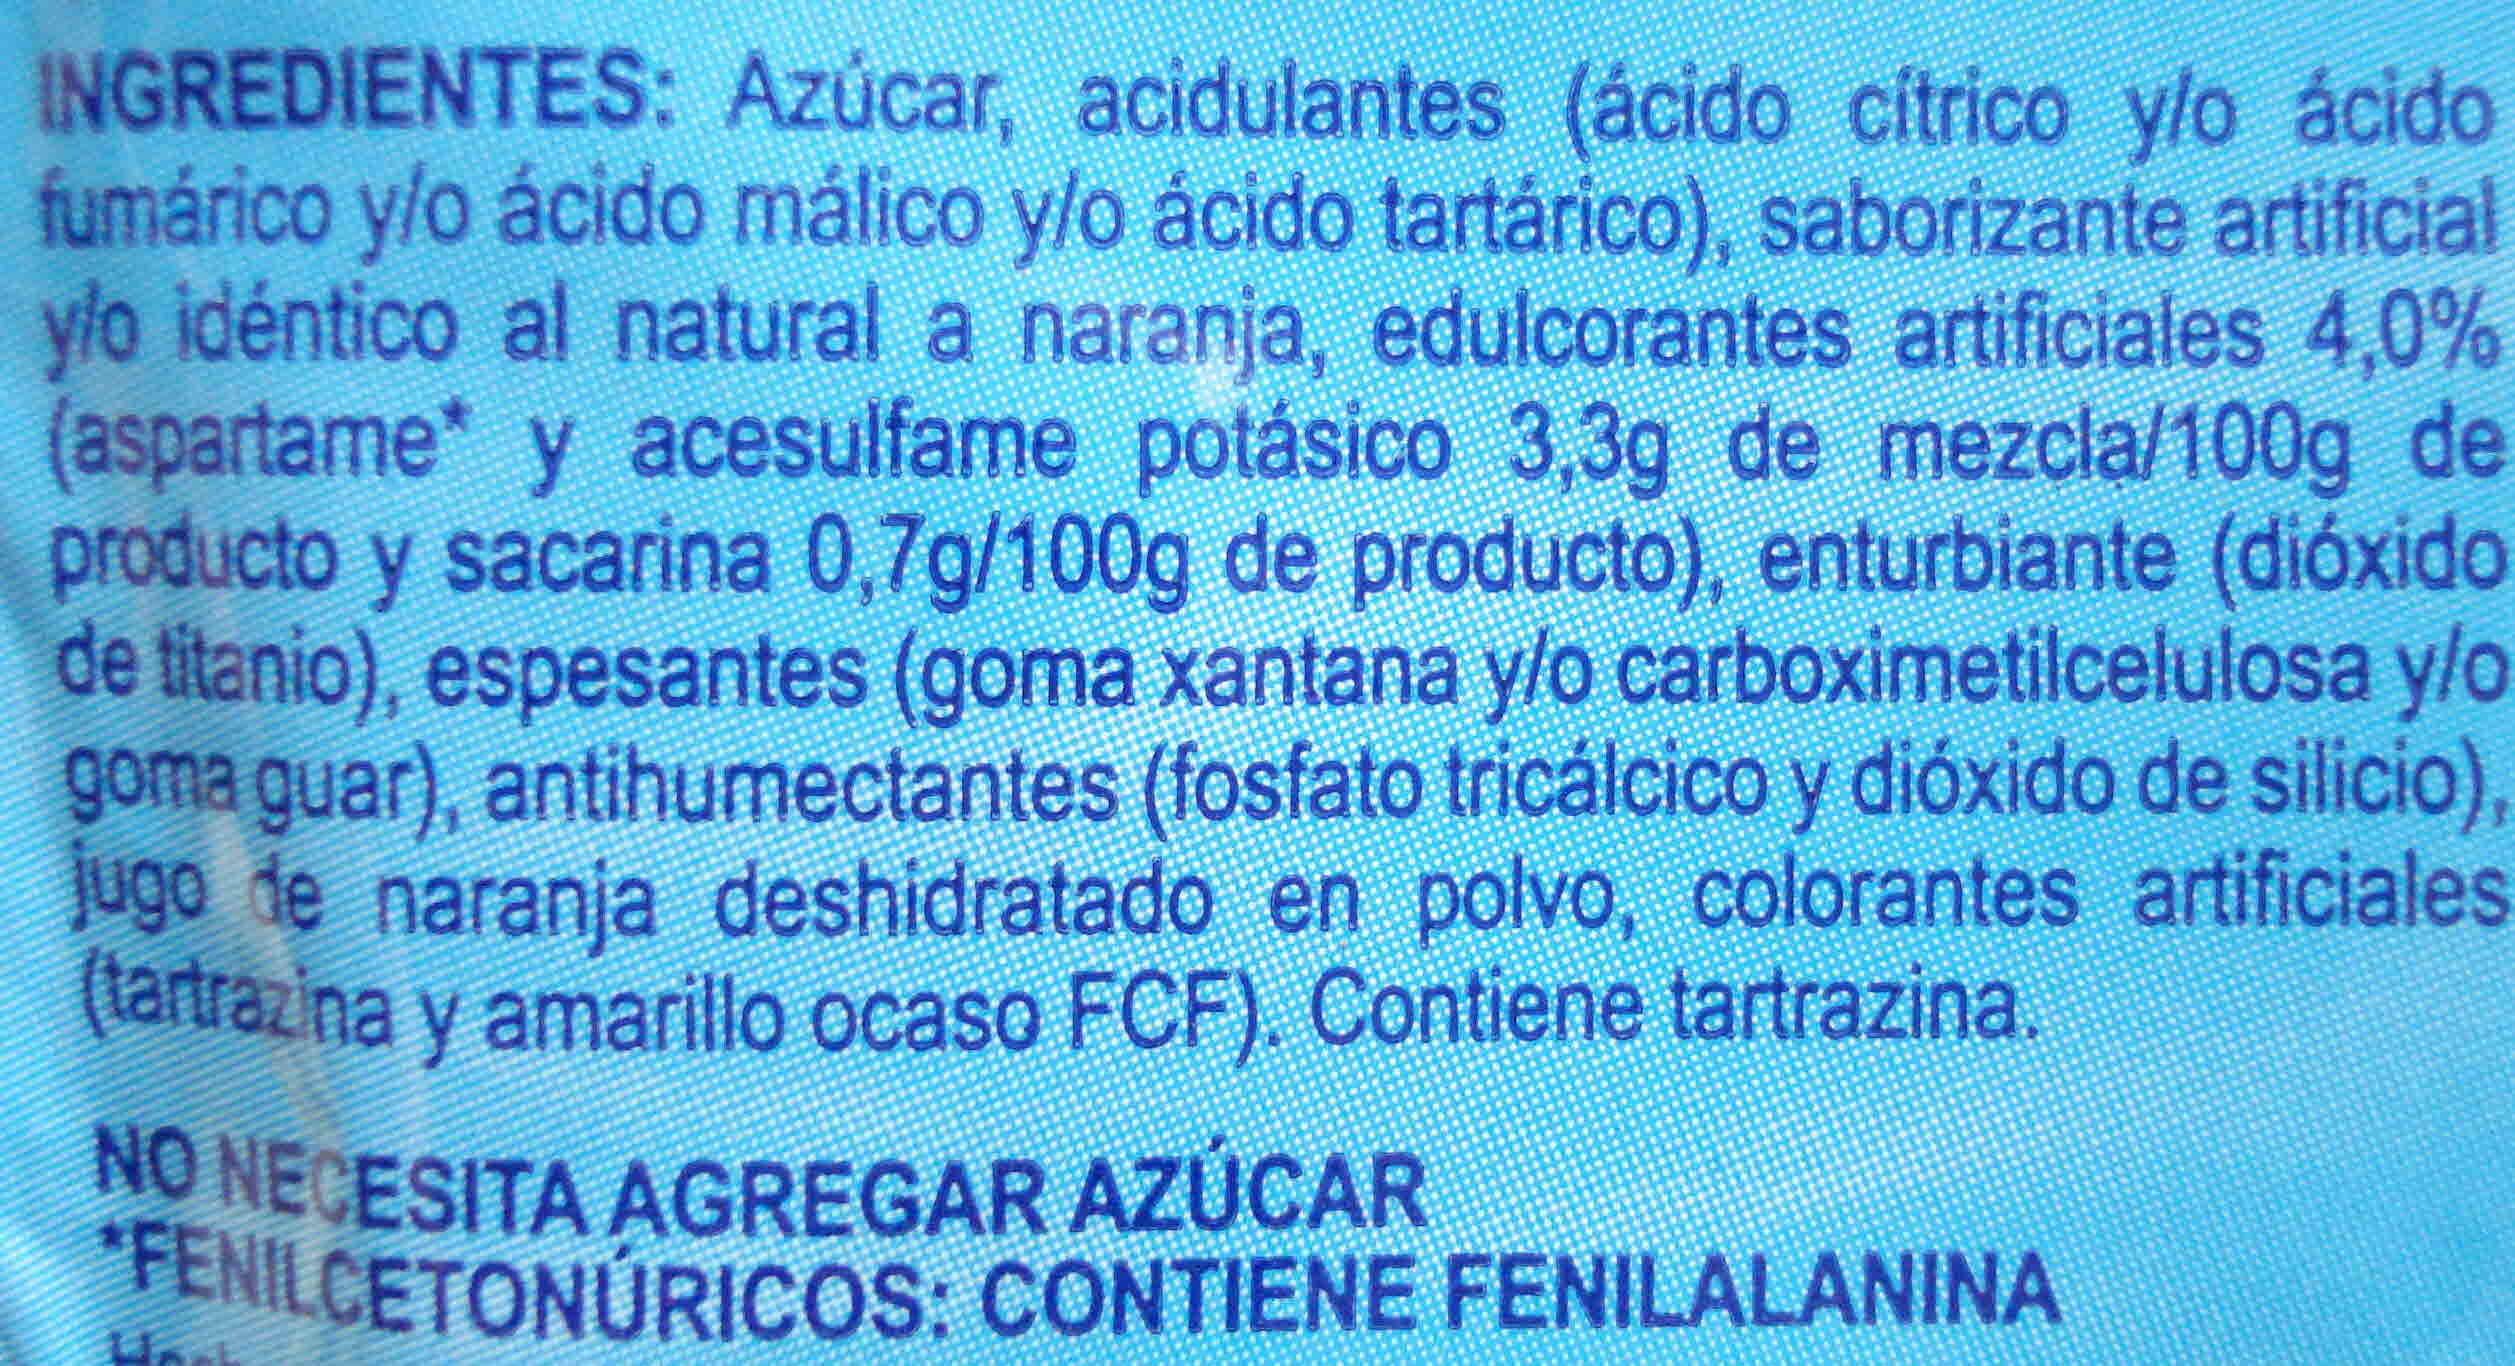 INGREDIENTES: Azúcar, acidulantes (ácido cítrico y/o ácido
fumárico y/o ácido málico y/o ácido tartárico), saborizante artificial
y/o idéntico al natural a naranja, edulcorantes artificiales 4,0%
(aspartame* y acesulfame potásico 3,3g de mezcla/100g de
producto y sacarina 0,7g/100g de producto), enturbiante (dióxido
de titanio), espesantes (goma xantana y/o carboximetilcelulosa y/o
goma guar), antihumectantes (fosfato tricálcico y dióxido de silicio),
jugo de naranja deshidratado en polvo, colorantes artificiales
(tartrazina y amarillo ocaso FCF). Contiene tartrazina.
NO NECESITA AGREGAR AZÚCAR
*FENILCETONÚRICOS: CONTIENE FENILALANINA